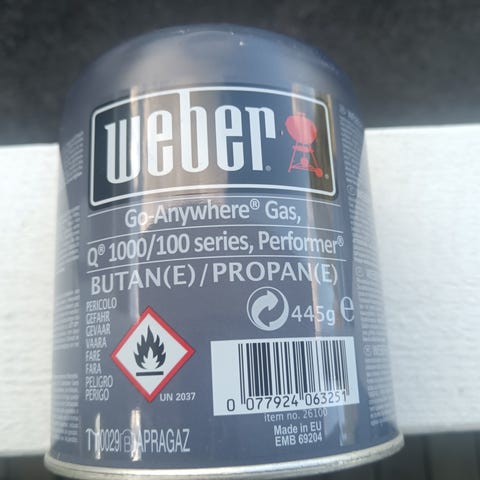 weber
Go-Anywhere® Gas,
Q® 1000/100 series, Performer®
BUTAN(E)/PROPAN(E)
PERICOLO
GEFAHR
GEVAAR
VAARA
FARE
FARA
PELIGRO
PERIGO
445g e
UN 2037
0 077924 063251
item no. 26100
Made in EU
EMB 69204
APRAGAZ